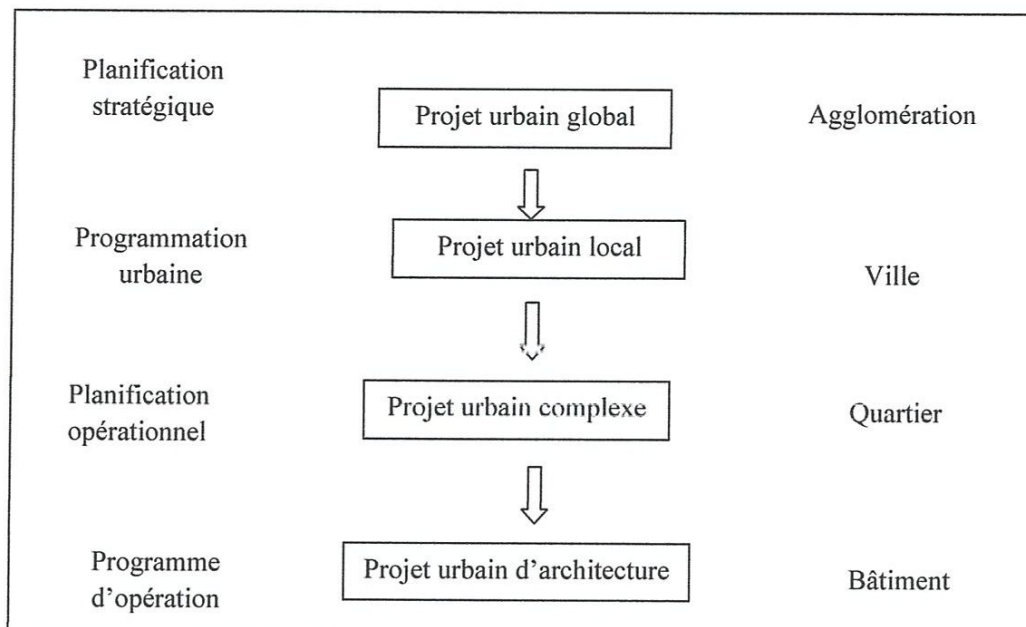 Planification
stratégique
Projet urbain global
Agglomération
Programmation
urbaine
Projet urbain local
Ville
Planification
opérationnel
Projet urbain complexe
Quartier
Programme
d'opération
Projet urbain d'architecture
Bâtiment